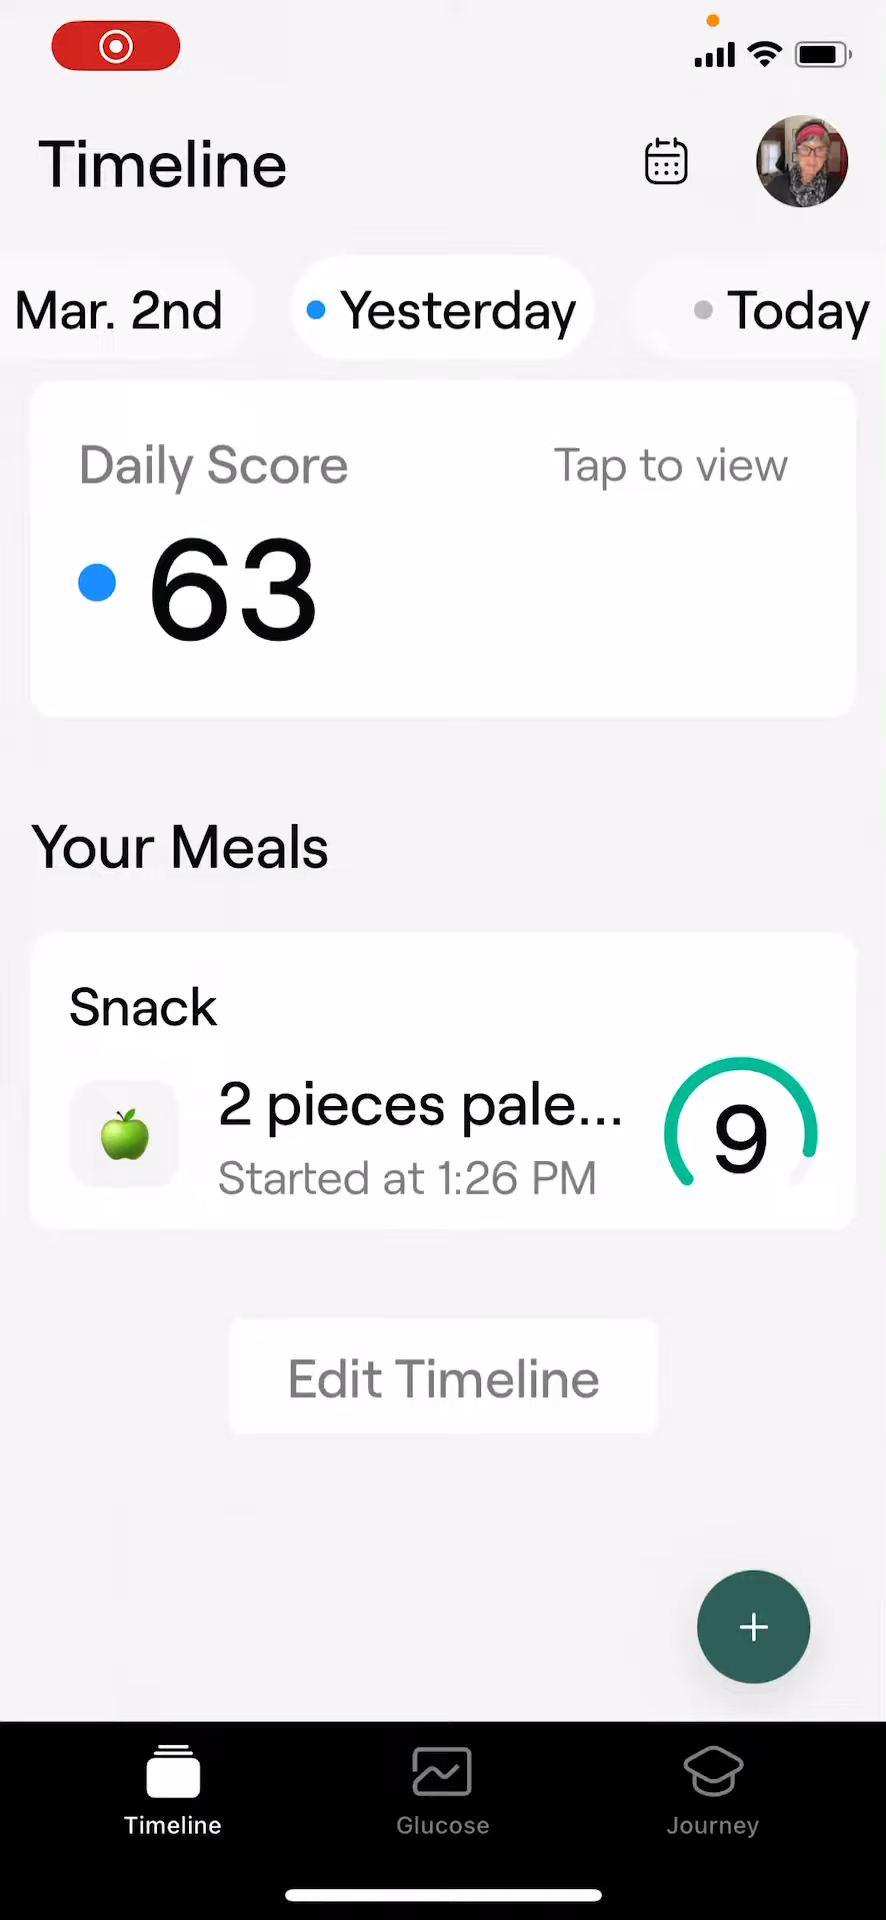 Timeline
Mar. 2nd
Yesterday
Today
Daily Score
Tap to view
63
Your Meals
Snack
2 pieces pale...
Started at 1:26 PM
9
Edit Timeline
+
Timeline
Glucose
Journey